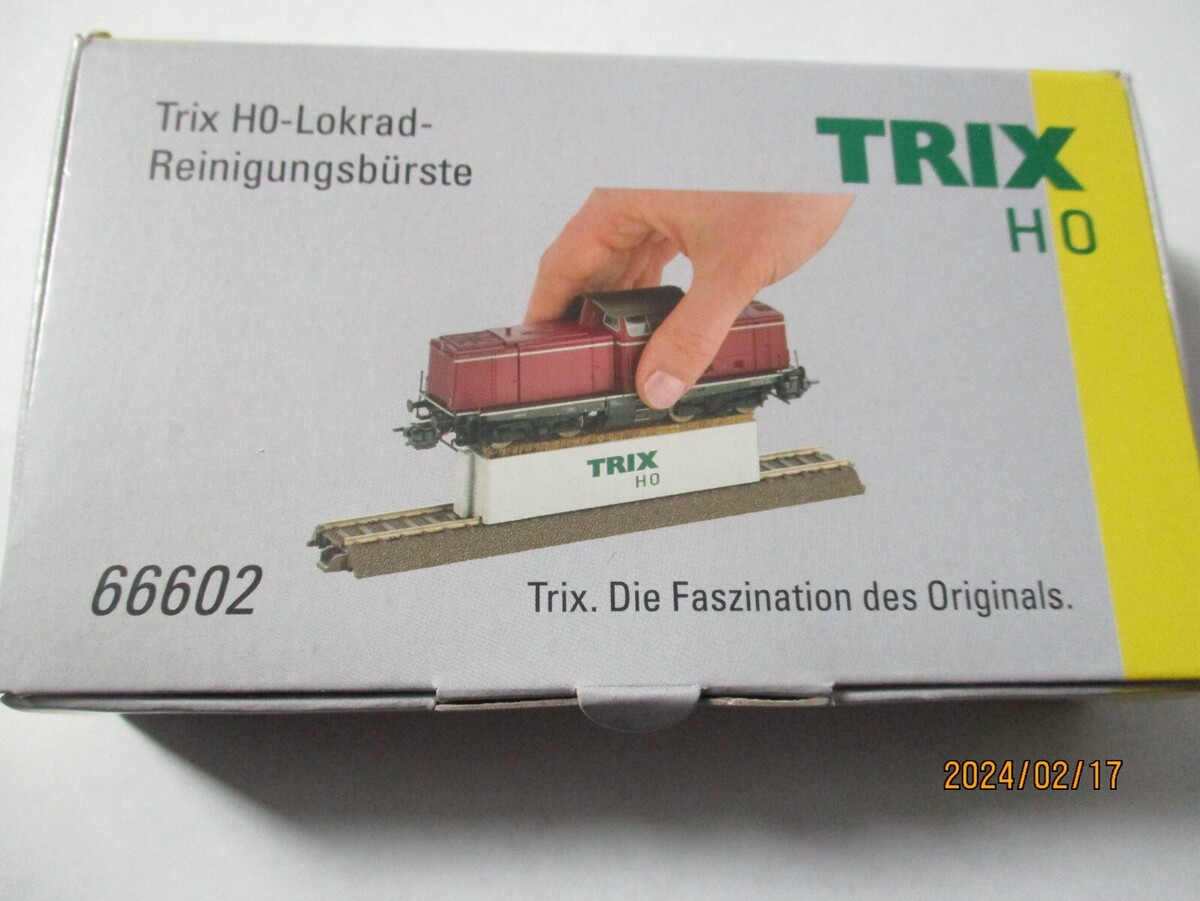 Trix H0-Lokrad-
Reinigungsbürste
TRIX
H0
TRIX
H0
66602
Trix. Die Faszination des Originals.
2024/02/17